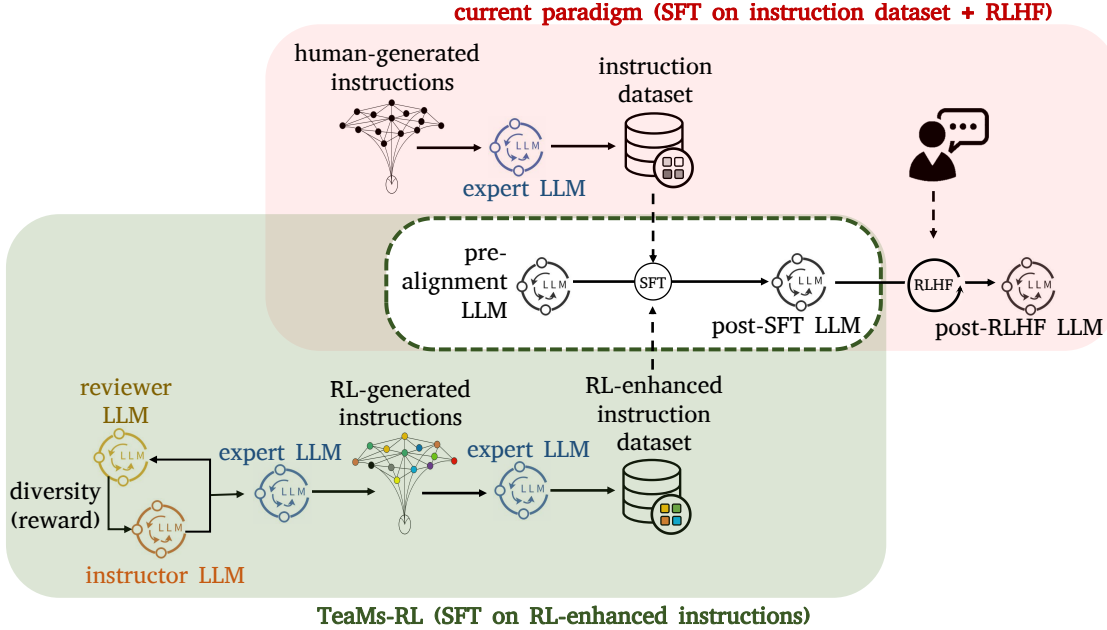 current paradigm (SFT on instruction dataset + RLHF)
human-generated
instructions
instruction
dataset
LLM
expert LLM
LLM
pre-
alignment
LLM
LLM
SFT
LLM
post-SFT LLM
RLHF
LLM
post-RLHF LLM
reviewer
LLM
LLM
diversity
(reward)
LLM
instructor LLM
expert LLM
LLM
RL-generated
instructions
expert LLM
LLM
RL-enhanced
instruction
dataset
TeaMs-RL (SFT on RL-enhanced instructions)